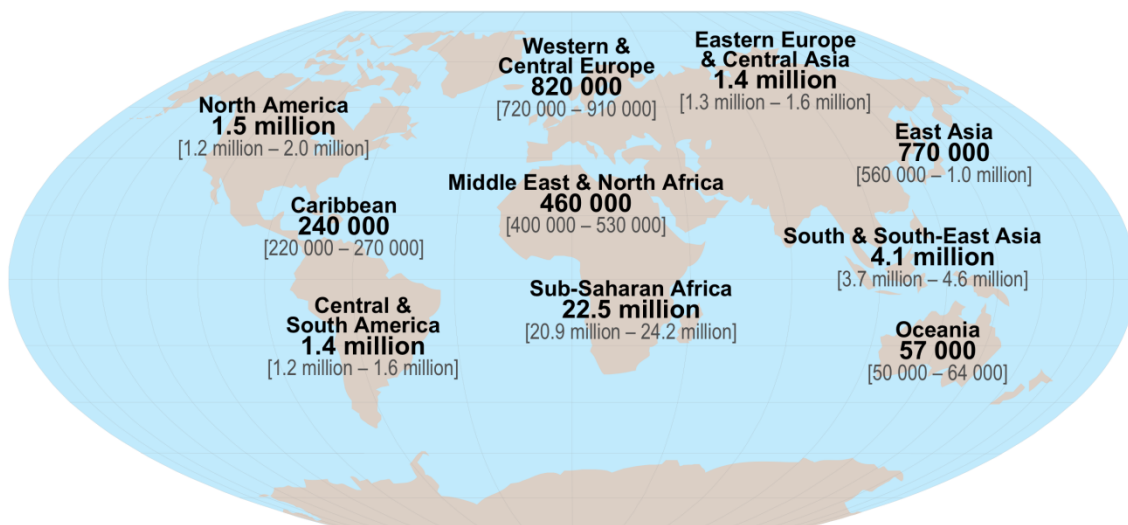 Western &
Central Europe
820 000
[720 000 – 910 000]
Eastern Europe
& Central Asia
1.4 million
[1.3 million – 1.6 million]
North America
1.5 million
[1.2 million – 2.0 million]
East Asia
770 000
[560 000 – 1.0 million]
Middle East & North Africa
460 000
[400 000 – 530 000]
Caribbean
240 000
[220 000 – 270 000]
South & South-East Asia
4.1 million
[3.7 million – 4.6 million]
Sub-Saharan Africa
22.5 million
[20.9 million – 24.2 million]
Central &
South America
1.4 million
[1.2 million – 1.6 million]
Oceania
57 000
[50 000 – 64 000]